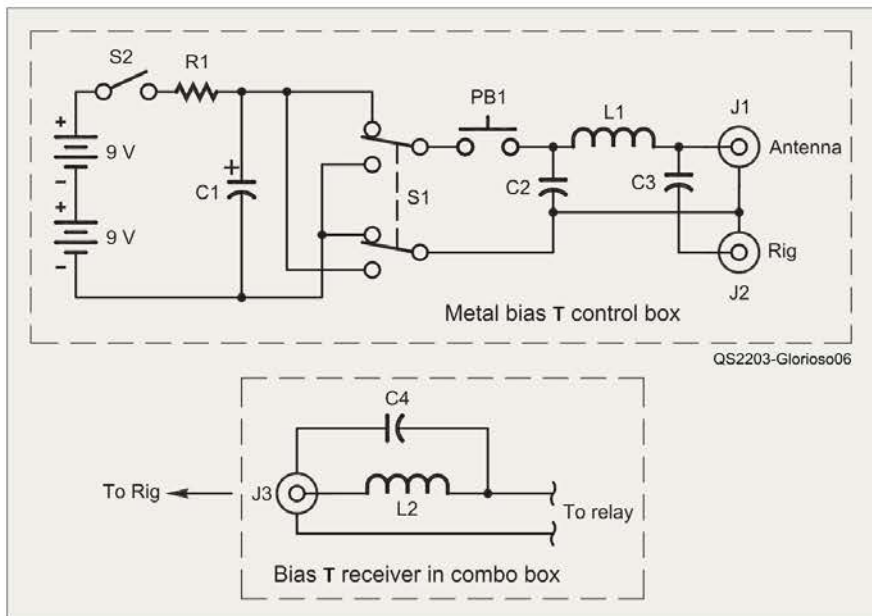 S2
R1
PB1
L1
J1
+
9 V
−
+
9 V
−
+
C1
S1
C2
C3
Antenna
Rig
J2
Metal bias T control box
QS2203-Glorioso06
C4
To Rig
J3
L2
To relay
Bias T receiver in combo box